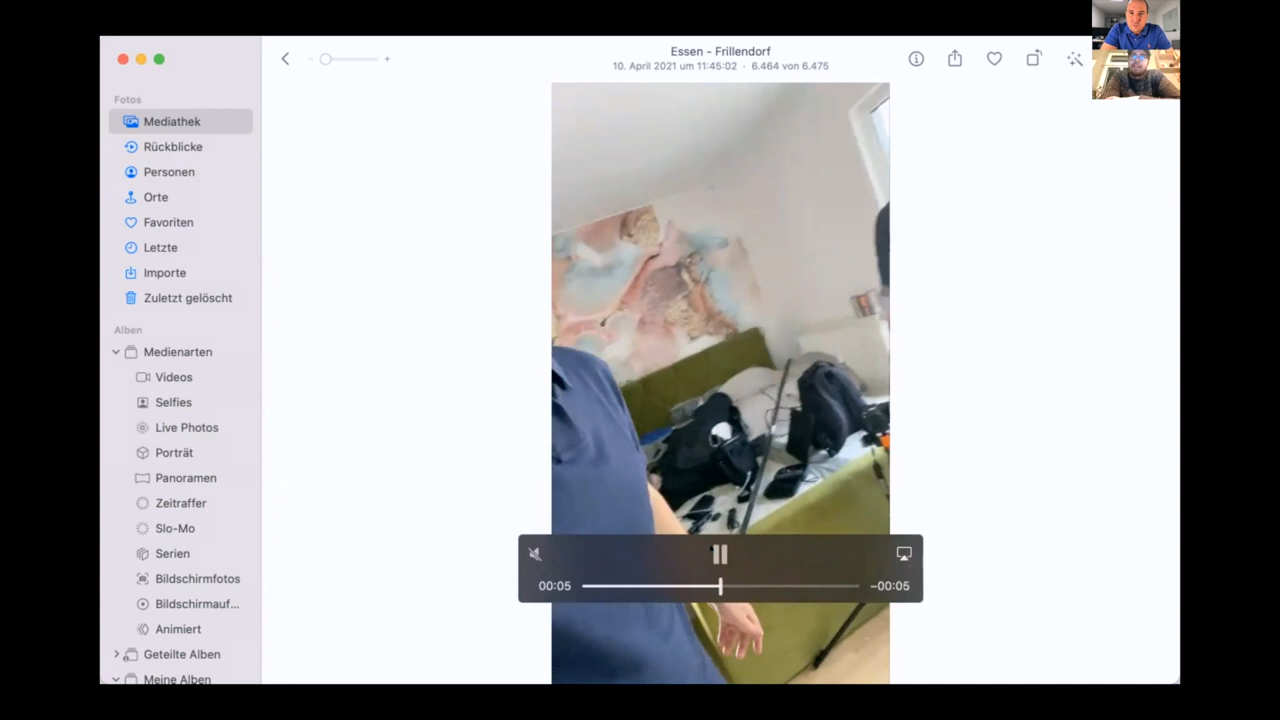 Essen - Frillendorf
10. April 2021 um 11:45:02 · 6.464 von 6.475
Fotos
Mediathek
Rückblicke
Personen
Orte
Favoriten
Letzte
Importe
Zuletzt gelöscht
Alben
Medienarten
Videos
Selfies
Live Photos
Porträt
Panoramen
Zeitraffer
Slo-Mo
Serien
Bildschirmfotos
Bildschirmauf...
Animiert
Geteilte Alben
Meine Alben
00:05
–00:05